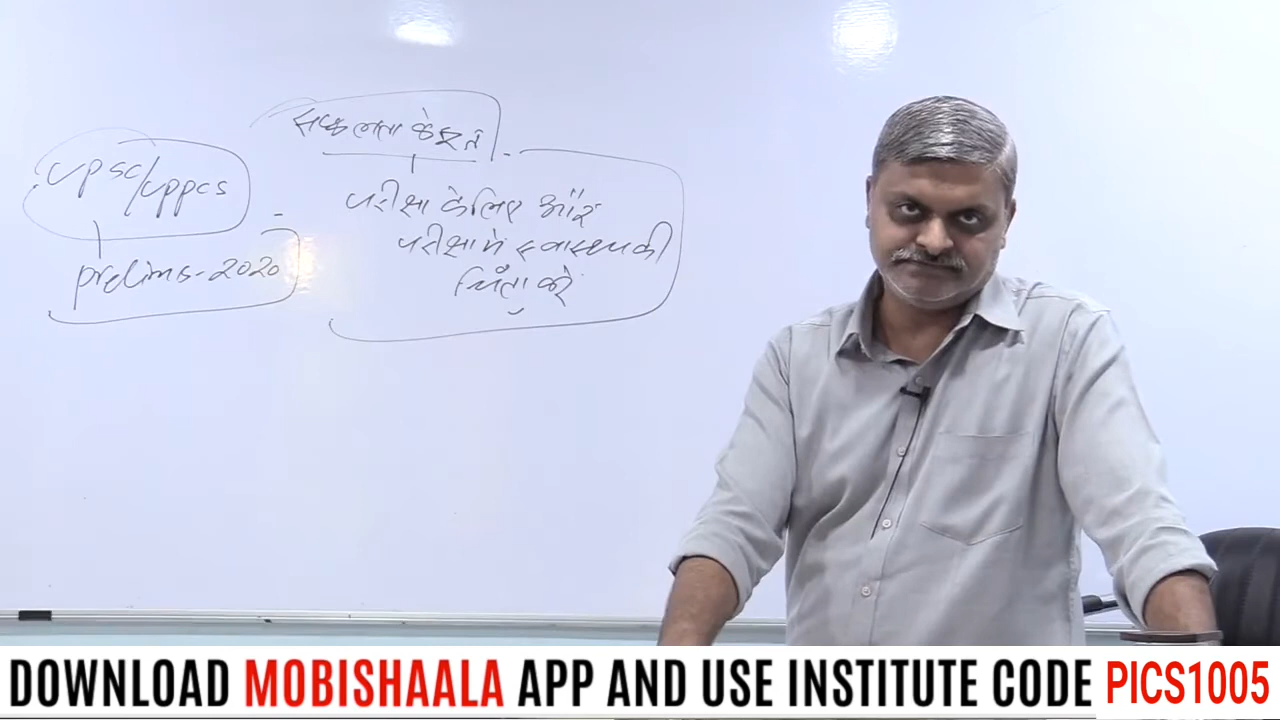 UPSC/UPPCS
prelims-2020
सफलता के सूत्र
परीक्षा के लिए और
परीक्षा में स्वास्थ्य की
चिंता करें
DOWNLOAD MOBISHAALA APP AND USE INSTITUTE CODE PICS1005